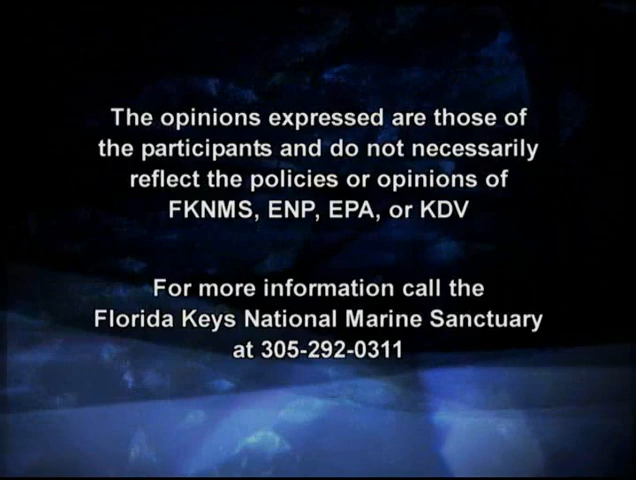 The opinions expressed are those of
the participants and do not necessarily
reflect the policies or opinions of
FKNMS, ENP, EPA, or KDV
For more information call the
Florida Keys National Marine Sanctuary
at 305-292-0311